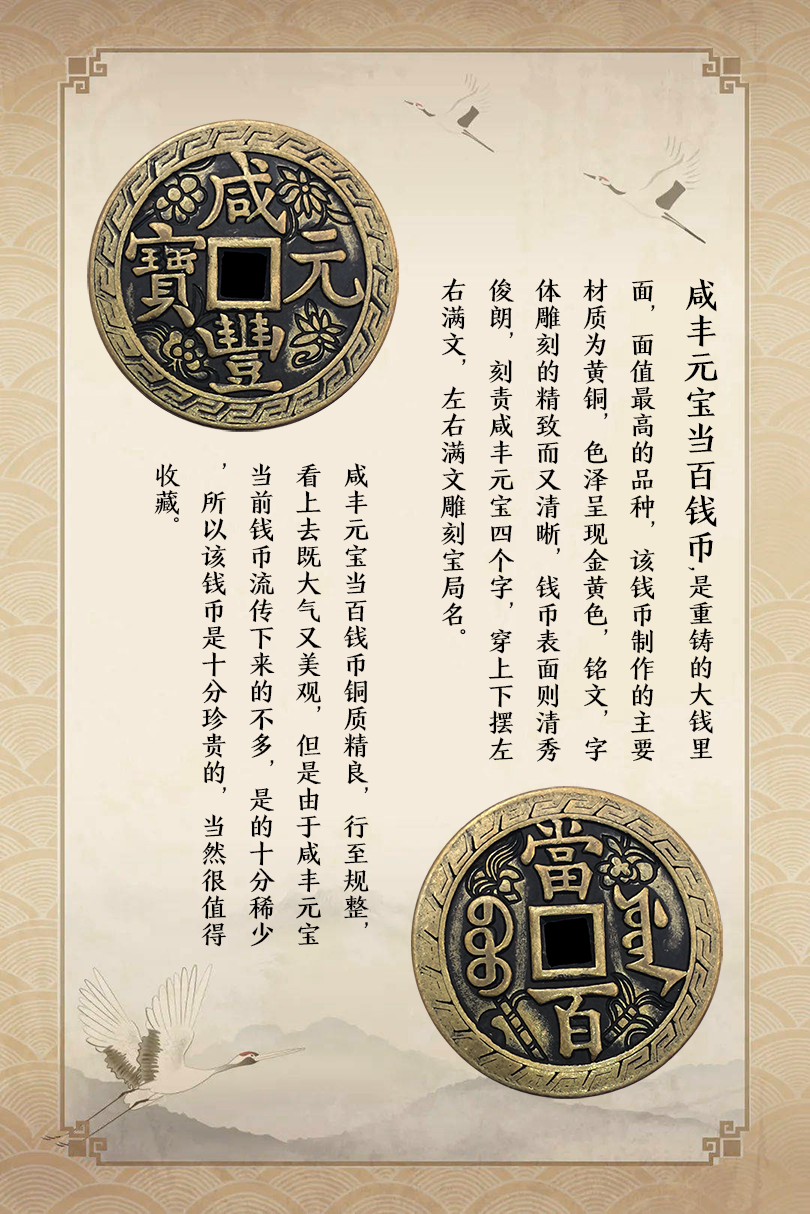 咸丰元宝当百钱币,是重铸的大钱里
面，面值最高的品种，该钱币制作的主要
材质为黄铜，色泽呈现金黄色，铭文，字
体雕刻的精致而又清晰，钱币表面则清秀
俊朗，刻责咸丰元宝四个字，穿上下摆左
右满文，左右满文雕刻宝局名。
咸丰元宝当百钱币铜质精良，行至规整，
看上去既大气又美观，但是由于咸丰元宝
当前钱币流传下来的不多，是的十分稀少
，所以该钱币是十分珍贵的，当然很值得
收藏。
咸豐元寶
當百